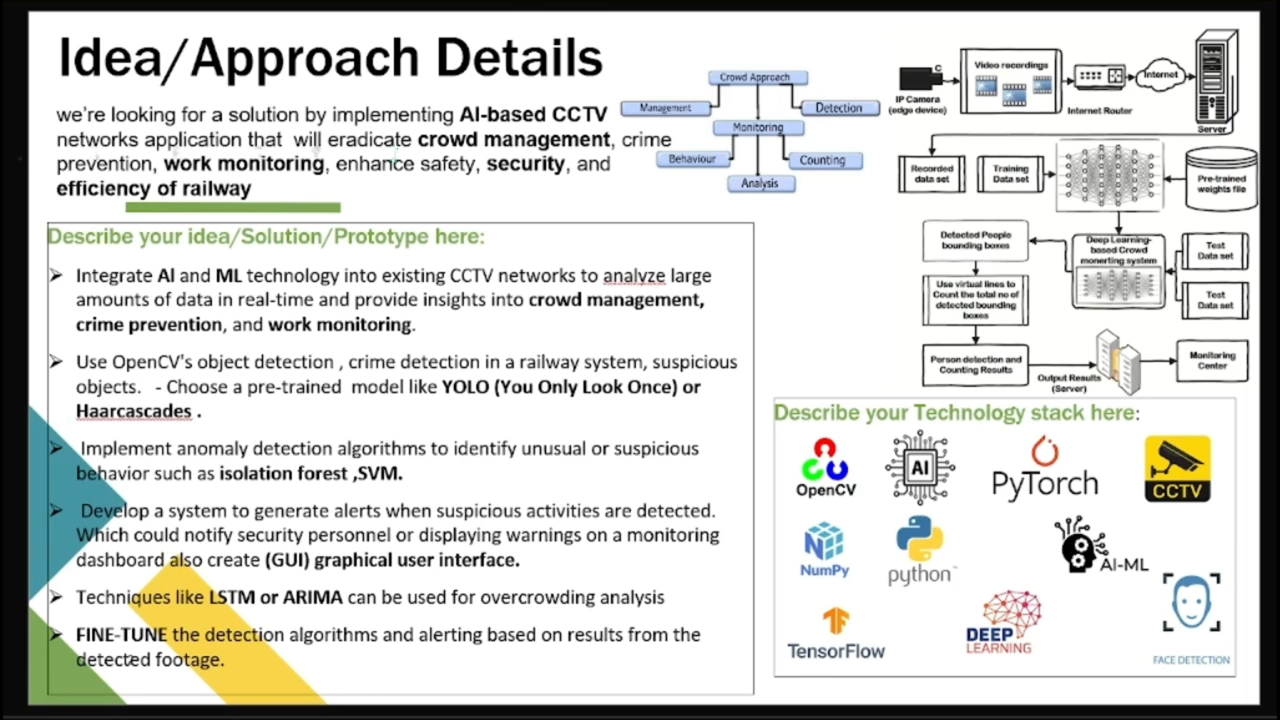 Idea/Approach Details
we're looking for a solution by implementing AI-based CCTV
networks application that will eradicate crowd management, crime
prevention, work monitoring, enhance safety, security, and
efficiency of railway
Crowd Approach
Management
Detection
Monitoring
Behaviour
Counting
Analysis
IP Camera
(edge device)
Video recordings
Internet Router
Internet
Server
Recorded
data set
Training
Data set
Pre-trained
weights file
Detected People
bounding boxes
Deep Learning-
based Crowd
monerting system
Test
Data set
Test
Data set
Use virtual lines to
Count the total no of
detected bounding
boxes
Person detection and
Counting Results
Output Results
(Server)
Monitoring
Center
Describe your idea/Solution/Prototype here:
➢ Integrate AI and ML technology into existing CCTV networks to analyze large
amounts of data in real-time and provide insights into crowd management,
crime prevention, and work monitoring.
➢ Use OpenCV's object detection , crime detection in a railway system, suspicious
objects. - Choose a pre-trained model like YOLO (You Only Look Once) or
Haarcascades .
➢ Implement anomaly detection algorithms to identify unusual or suspicious
behavior such as isolation forest ,SVM.
➢ Develop a system to generate alerts when suspicious activities are detected.
Which could notify security personnel or displaying warnings on a monitoring
dashboard also create (GUI) graphical user interface.
➢ Techniques like LSTM or ARIMA can be used for overcrowding analysis
➢ FINE-TUNE the detection algorithms and alerting based on results from the
detected footage.
Describe your Technology stack here:
OpenCV
AI
PyTorch
CCTV
NumPy
python
AI-ML
TensorFlow
DEEP
LEARNING
FACE DETECTION